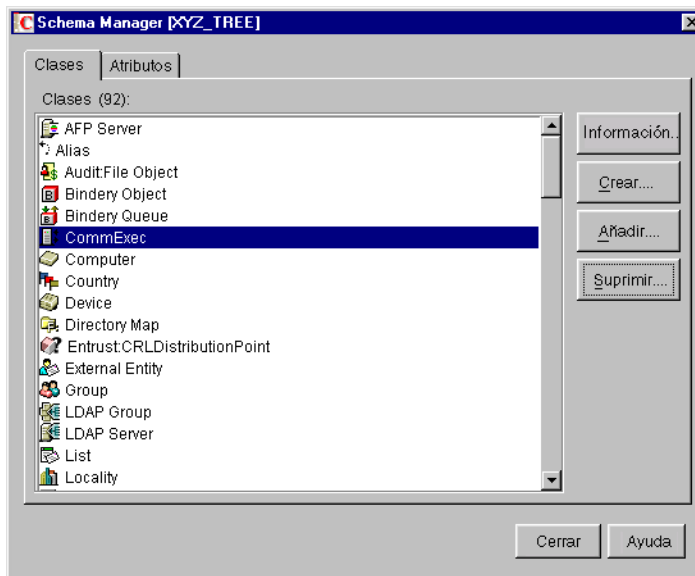 Schema Manager [XYZ_TREE]
Clases
Atributos
Clases (92):
AFP Server
Alias
Audit:File Object
Bindery Object
Bindery Queue
CommExec
Computer
Country
Device
Directory Map
Entrust:CRLDistributionPoint
External Entity
Group
LDAP Group
LDAP Server
List
Locality
Información..
Crear....
Añadir....
Suprimir....
Cerrar
Ayuda